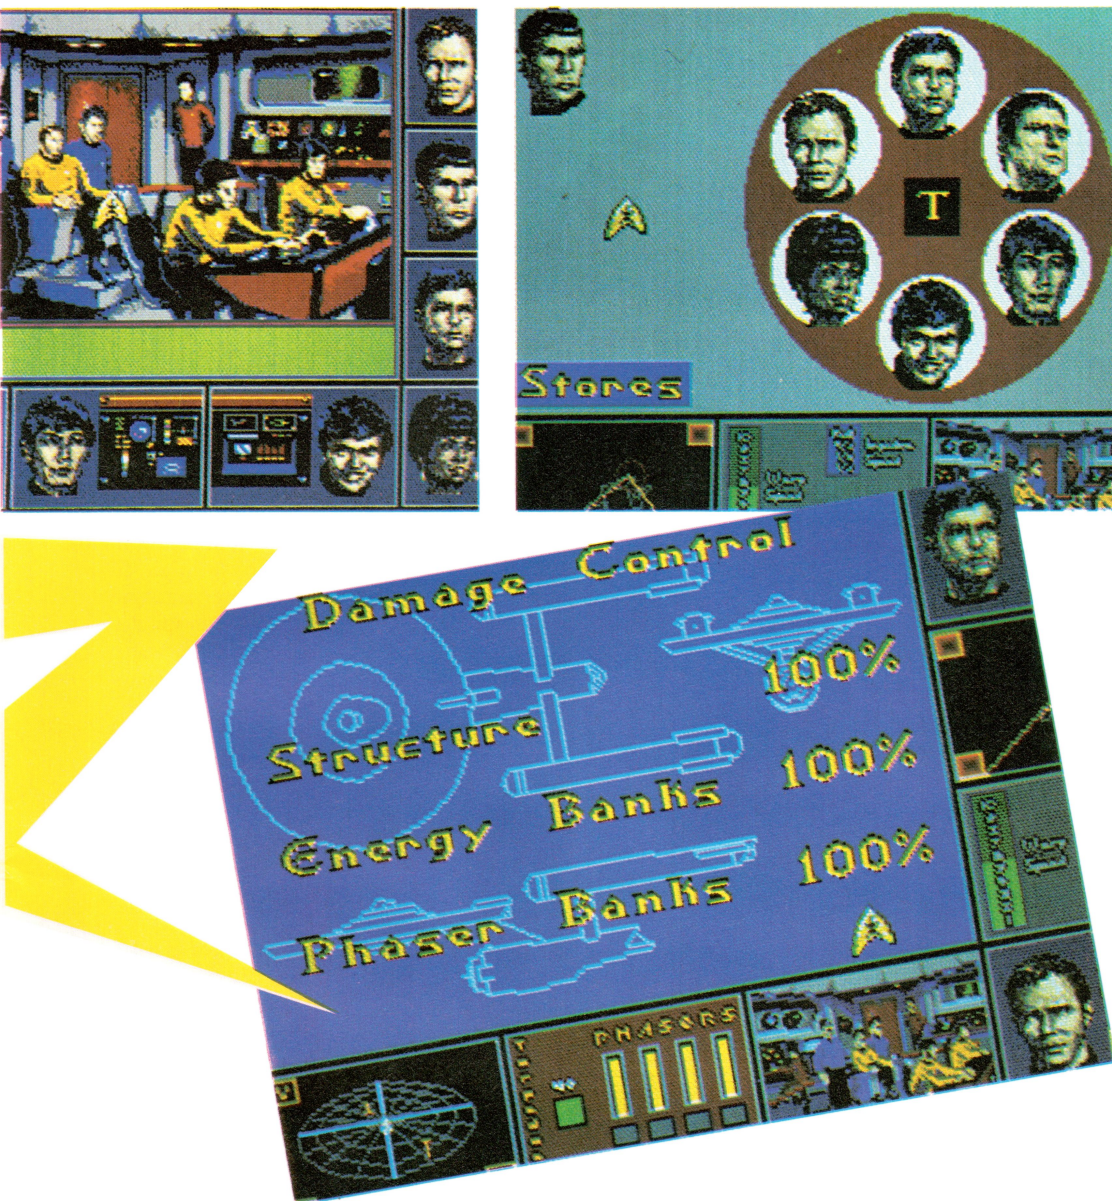 T
Stores
Damage Control
Structure 100%
Energy Banks 100%
Phaser Banks 100%
PHASERS